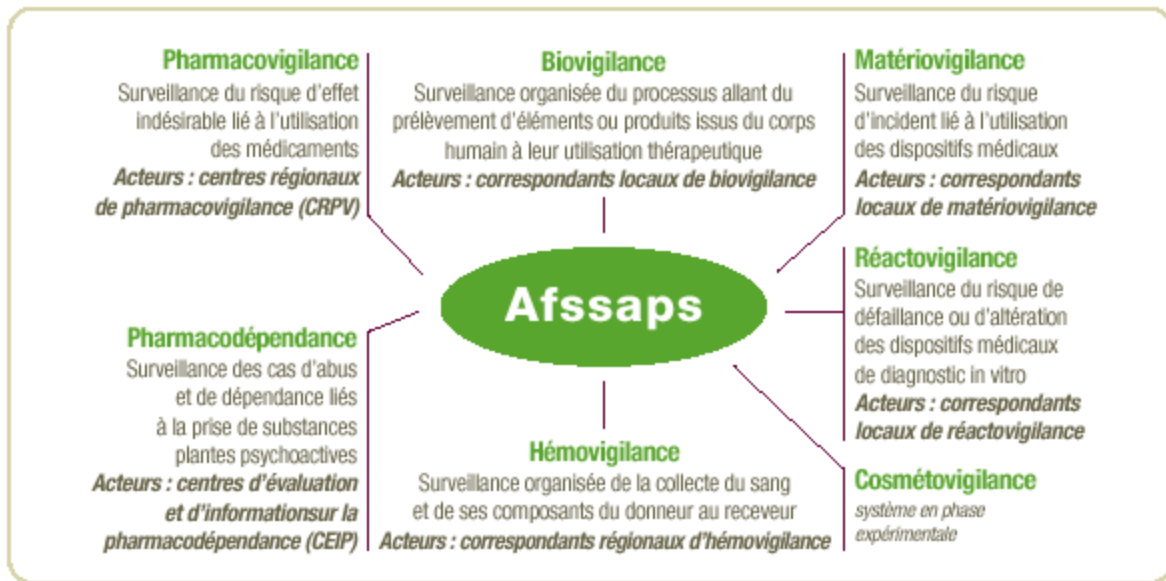 Pharmacovigilance
Surveillance du risque d'effet
indésirable lié à l'utilisation
des médicaments
Acteurs : centres régionaux
de pharmacovigilance (CRPV)
Biovigilance
Surveillance organisée du processus allant du
prélèvement d'éléments ou produits issus du corps
humain à leur utilisation thérapeutique
Acteurs : correspondants locaux de biovigilance
Matériovigilance
Surveillance du risque
d'incident lié à l'utilisation
des dispositifs médicaux
Acteurs : correspondants
locaux de matériovigilance
Afssaps
Réactovigilance
Surveillance du risque de
défaillance ou d'altération
des dispositifs médicaux
de diagnostic in vitro
Acteurs : correspondants
locaux de réactovigilance
Pharmacodépendance
Surveillance des cas d'abus
et de dépendance liés
à la prise de substances
plantes psychoactives
Acteurs : centres d'évaluation
et d'informationsur la
pharmacodépendance (CEIP)
Hémovigilance
Surveillance organisée de la collecte du sang
et de ses composants du donneur au receveur
Acteurs : correspondants régionaux d'hémovigilance
Cosmétovigilance
système en phase
expérimentale